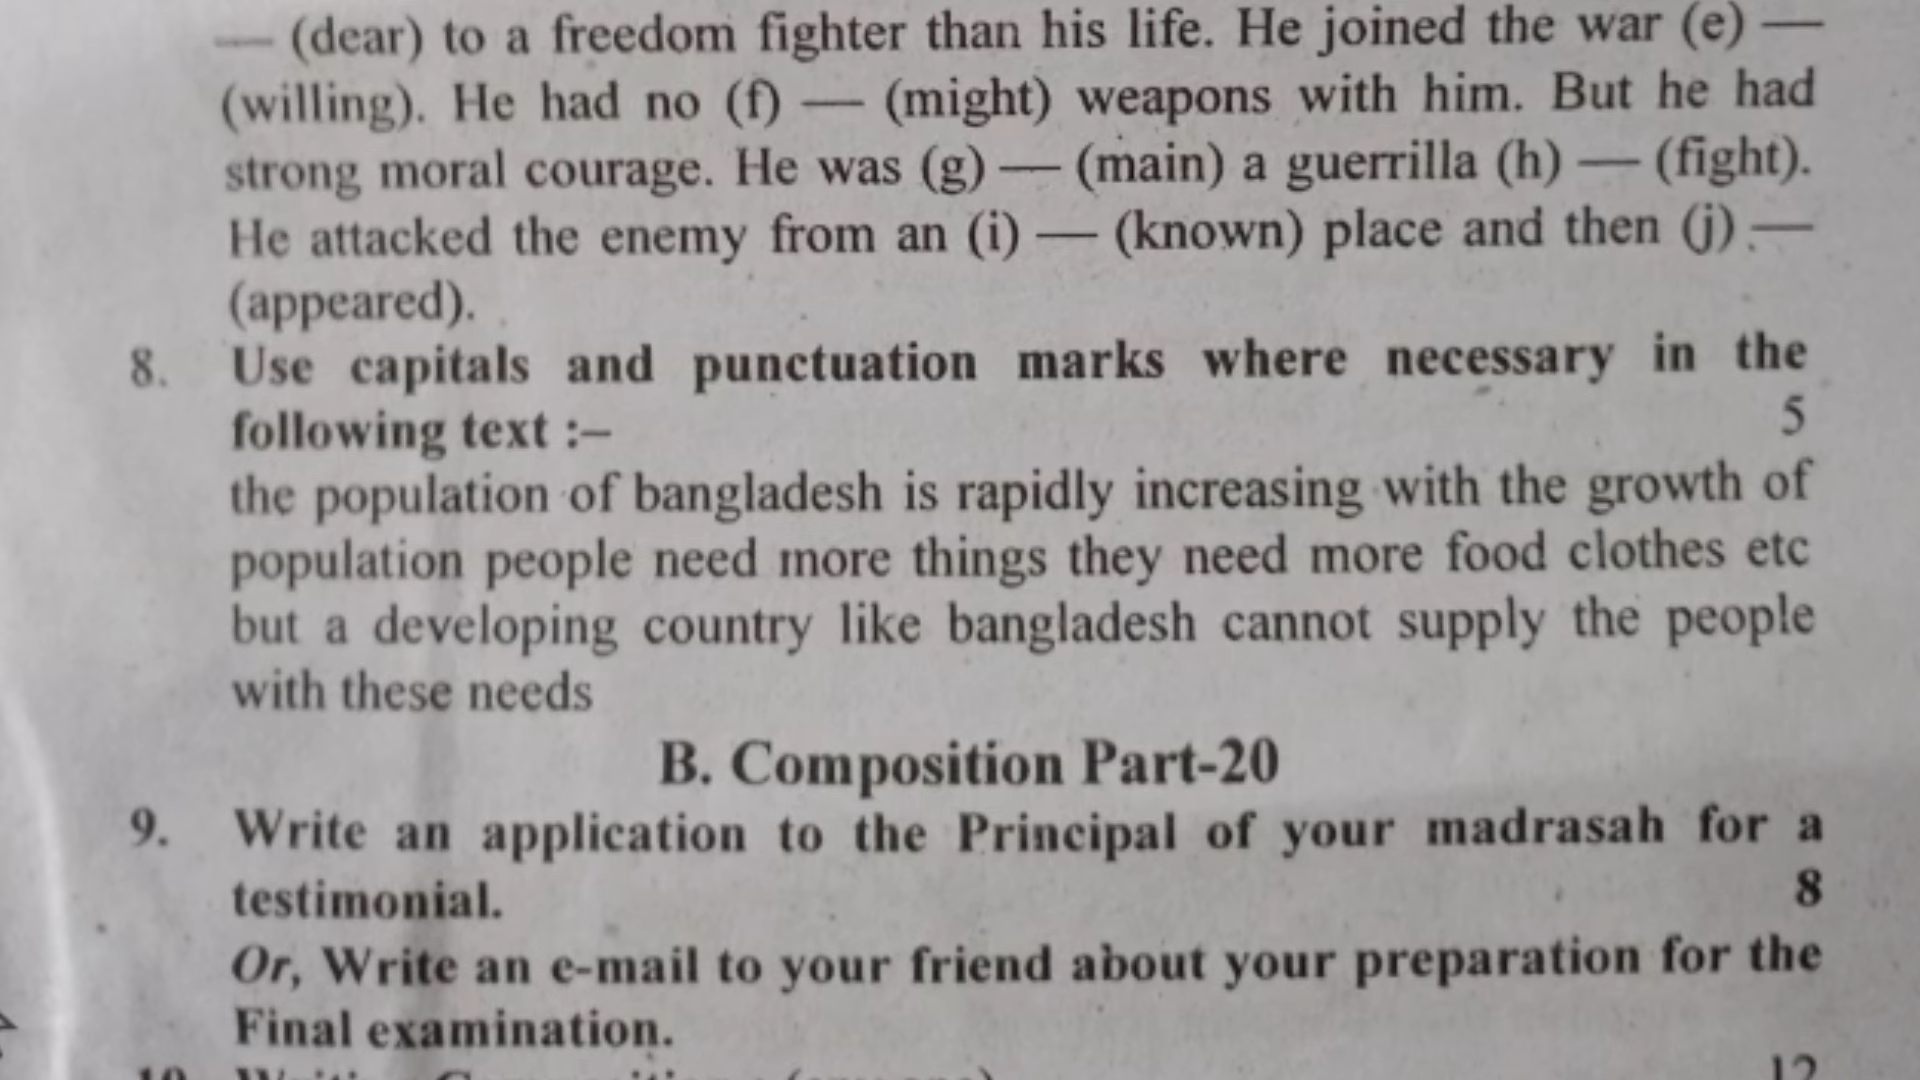 — (dear) to a freedom fighter than his life. He joined the war (e) —
(willing). He had no (f) — (might) weapons with him. But he had
strong moral courage. He was (g) — (main) a guerrilla (h) — (fight).
He attacked the enemy from an (i) — (known) place and then (j) —
(appeared).
8. Use capitals and punctuation marks where necessary in the
following text :– 5
the population of bangladesh is rapidly increasing with the growth of
population people need more things they need more food clothes etc
but a developing country like bangladesh cannot supply the people
with these needs
B. Composition Part-20
9. Write an application to the Principal of your madrasah for a
testimonial. 8
Or, Write an e-mail to your friend about your preparation for the
Final examination.
12